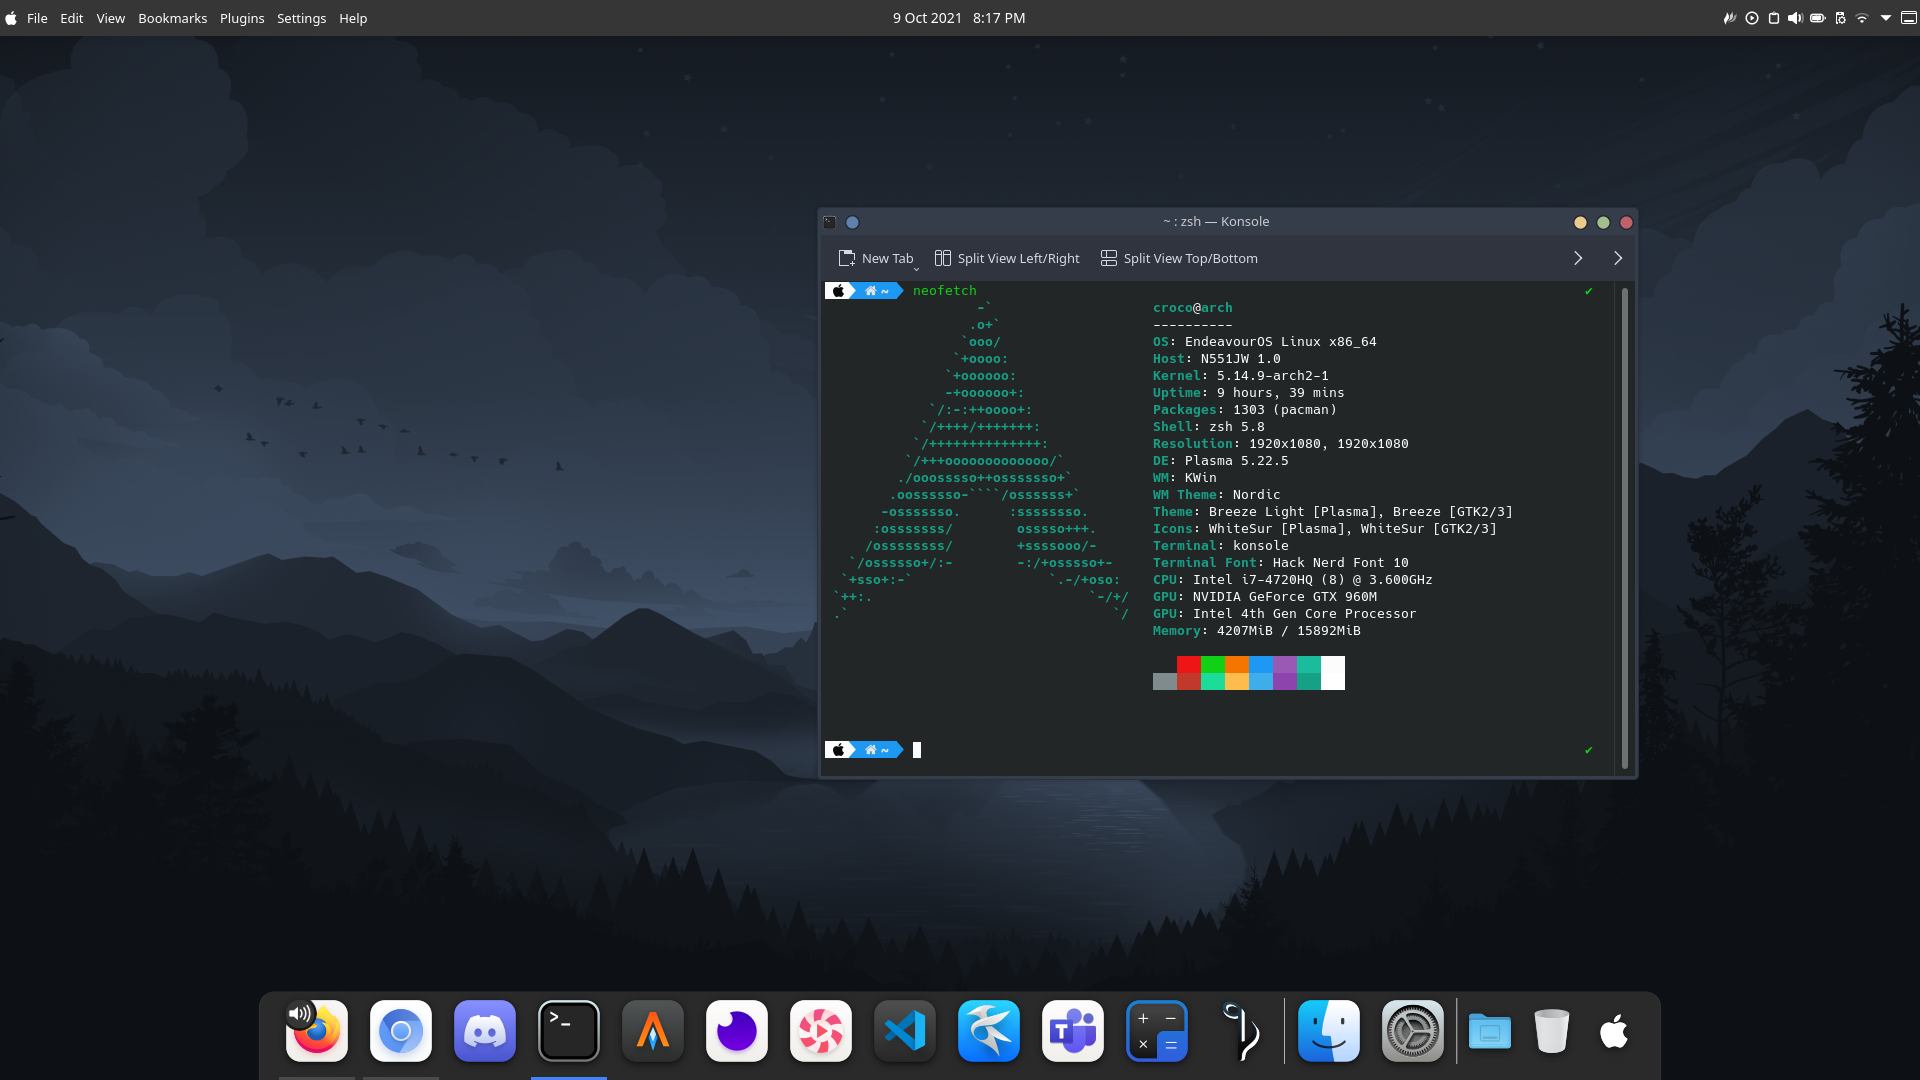 File Edit View Bookmarks Plugins Settings Help
9 Oct 2021 8:17 PM
~ : zsh — Konsole
New Tab Split View Left/Right Split View Top/Bottom
~ neofetch ✔
-`
.o+`
`ooo/
`+oooo:
`+oooooo:
-+oooooo+:
`/:-:++oooo+:
`/++++/+++++++:
`/++++++++++++++:
`/+++ooooooooooooo/`
./ooosssso++osssssso+`
.oossssso-````/ossssss+`
-osssssso. :ssssssso.
:osssssss/ osssso+++.
/ossssssss/ +ssssooo/-
`/ossssso+/:- -:/+osssso+-
`+sso+:-` `.-/+oso:
`++:. `-/+/
.` `/
croco@arch
----------
OS: EndeavourOS Linux x86_64
Host: N551JW 1.0
Kernel: 5.14.9-arch2-1
Uptime: 9 hours, 39 mins
Packages: 1303 (pacman)
Shell: zsh 5.8
Resolution: 1920x1080, 1920x1080
DE: Plasma 5.22.5
WM: KWin
WM Theme: Nordic
Theme: Breeze Light [Plasma], Breeze [GTK2/3]
Icons: WhiteSur [Plasma], WhiteSur [GTK2/3]
Terminal: konsole
Terminal Font: Hack Nerd Font 10
CPU: Intel i7-4720HQ (8) @ 3.600GHz
GPU: NVIDIA GeForce GTX 960M
GPU: Intel 4th Gen Core Processor
Memory: 4207MiB / 15892MiB
~ ✔